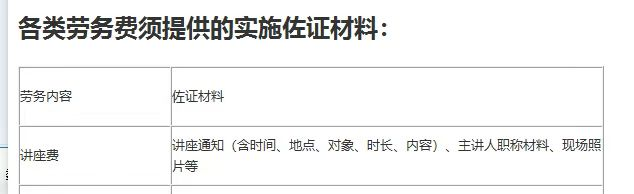 各类劳务费须提供的实施佐证材料：
劳务内容
佐证材料
讲座费
讲座通知（含时间、地点、对象、时长、内容）、主讲人职称材料、现场照
片等